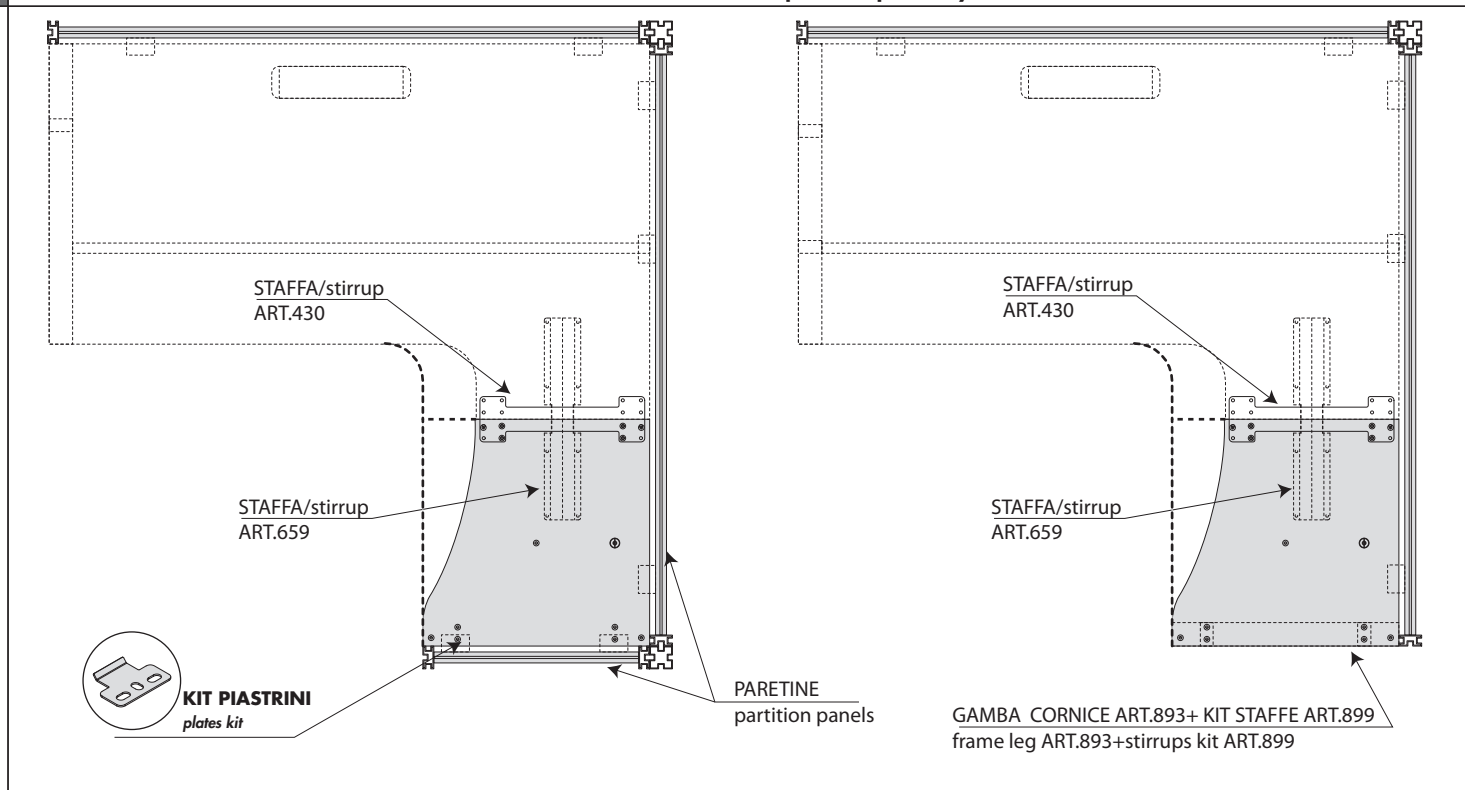 STAFFA/stirrup
ART.430
STAFFA/stirrup
ART.659
KIT PIASTRINI
plates kit
PARETINE
partition panels
STAFFA/stirrup
ART.430
STAFFA/stirrup
ART.659
GAMBA CORNICE ART.893+ KIT STAFFE ART.899
frame leg ART.893+stirrups kit ART.899